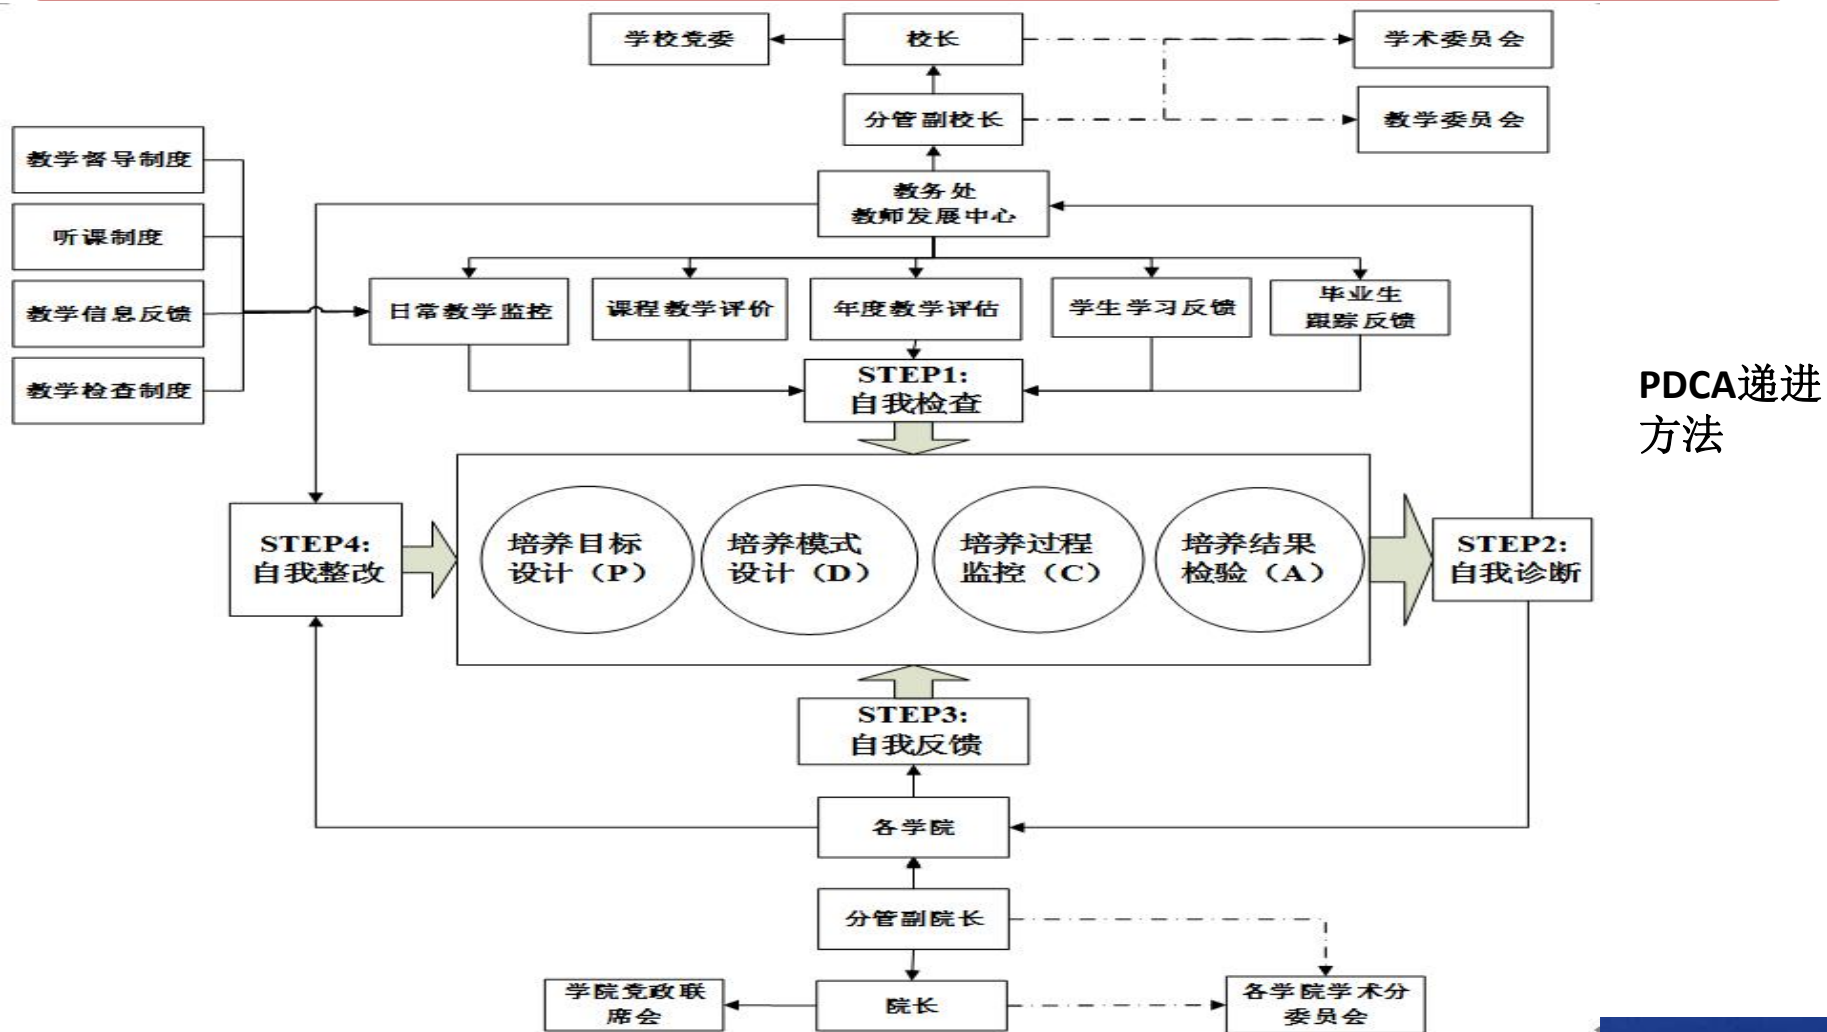 学校党委
校长
学术委员会
分管副校长
教学委员会
教学督导制度
教务处
教师发展中心
听课制度
教学信息反馈
日常教学监控
课程教学评价
年度教学评估
学生学习反馈
毕业生
跟踪反馈
教学检查制度
STEP1:
自我检查
PDCA递进
方法
STEP4:
自我整改
培养目标
设计（P）
培养模式
设计（D）
培养过程
监控（C）
培养结果
检验（A）
STEP2:
自我诊断
STEP3:
自我反馈
各学院
分管副院长
学院党政联
席会
院长
各学院学术分
委员会